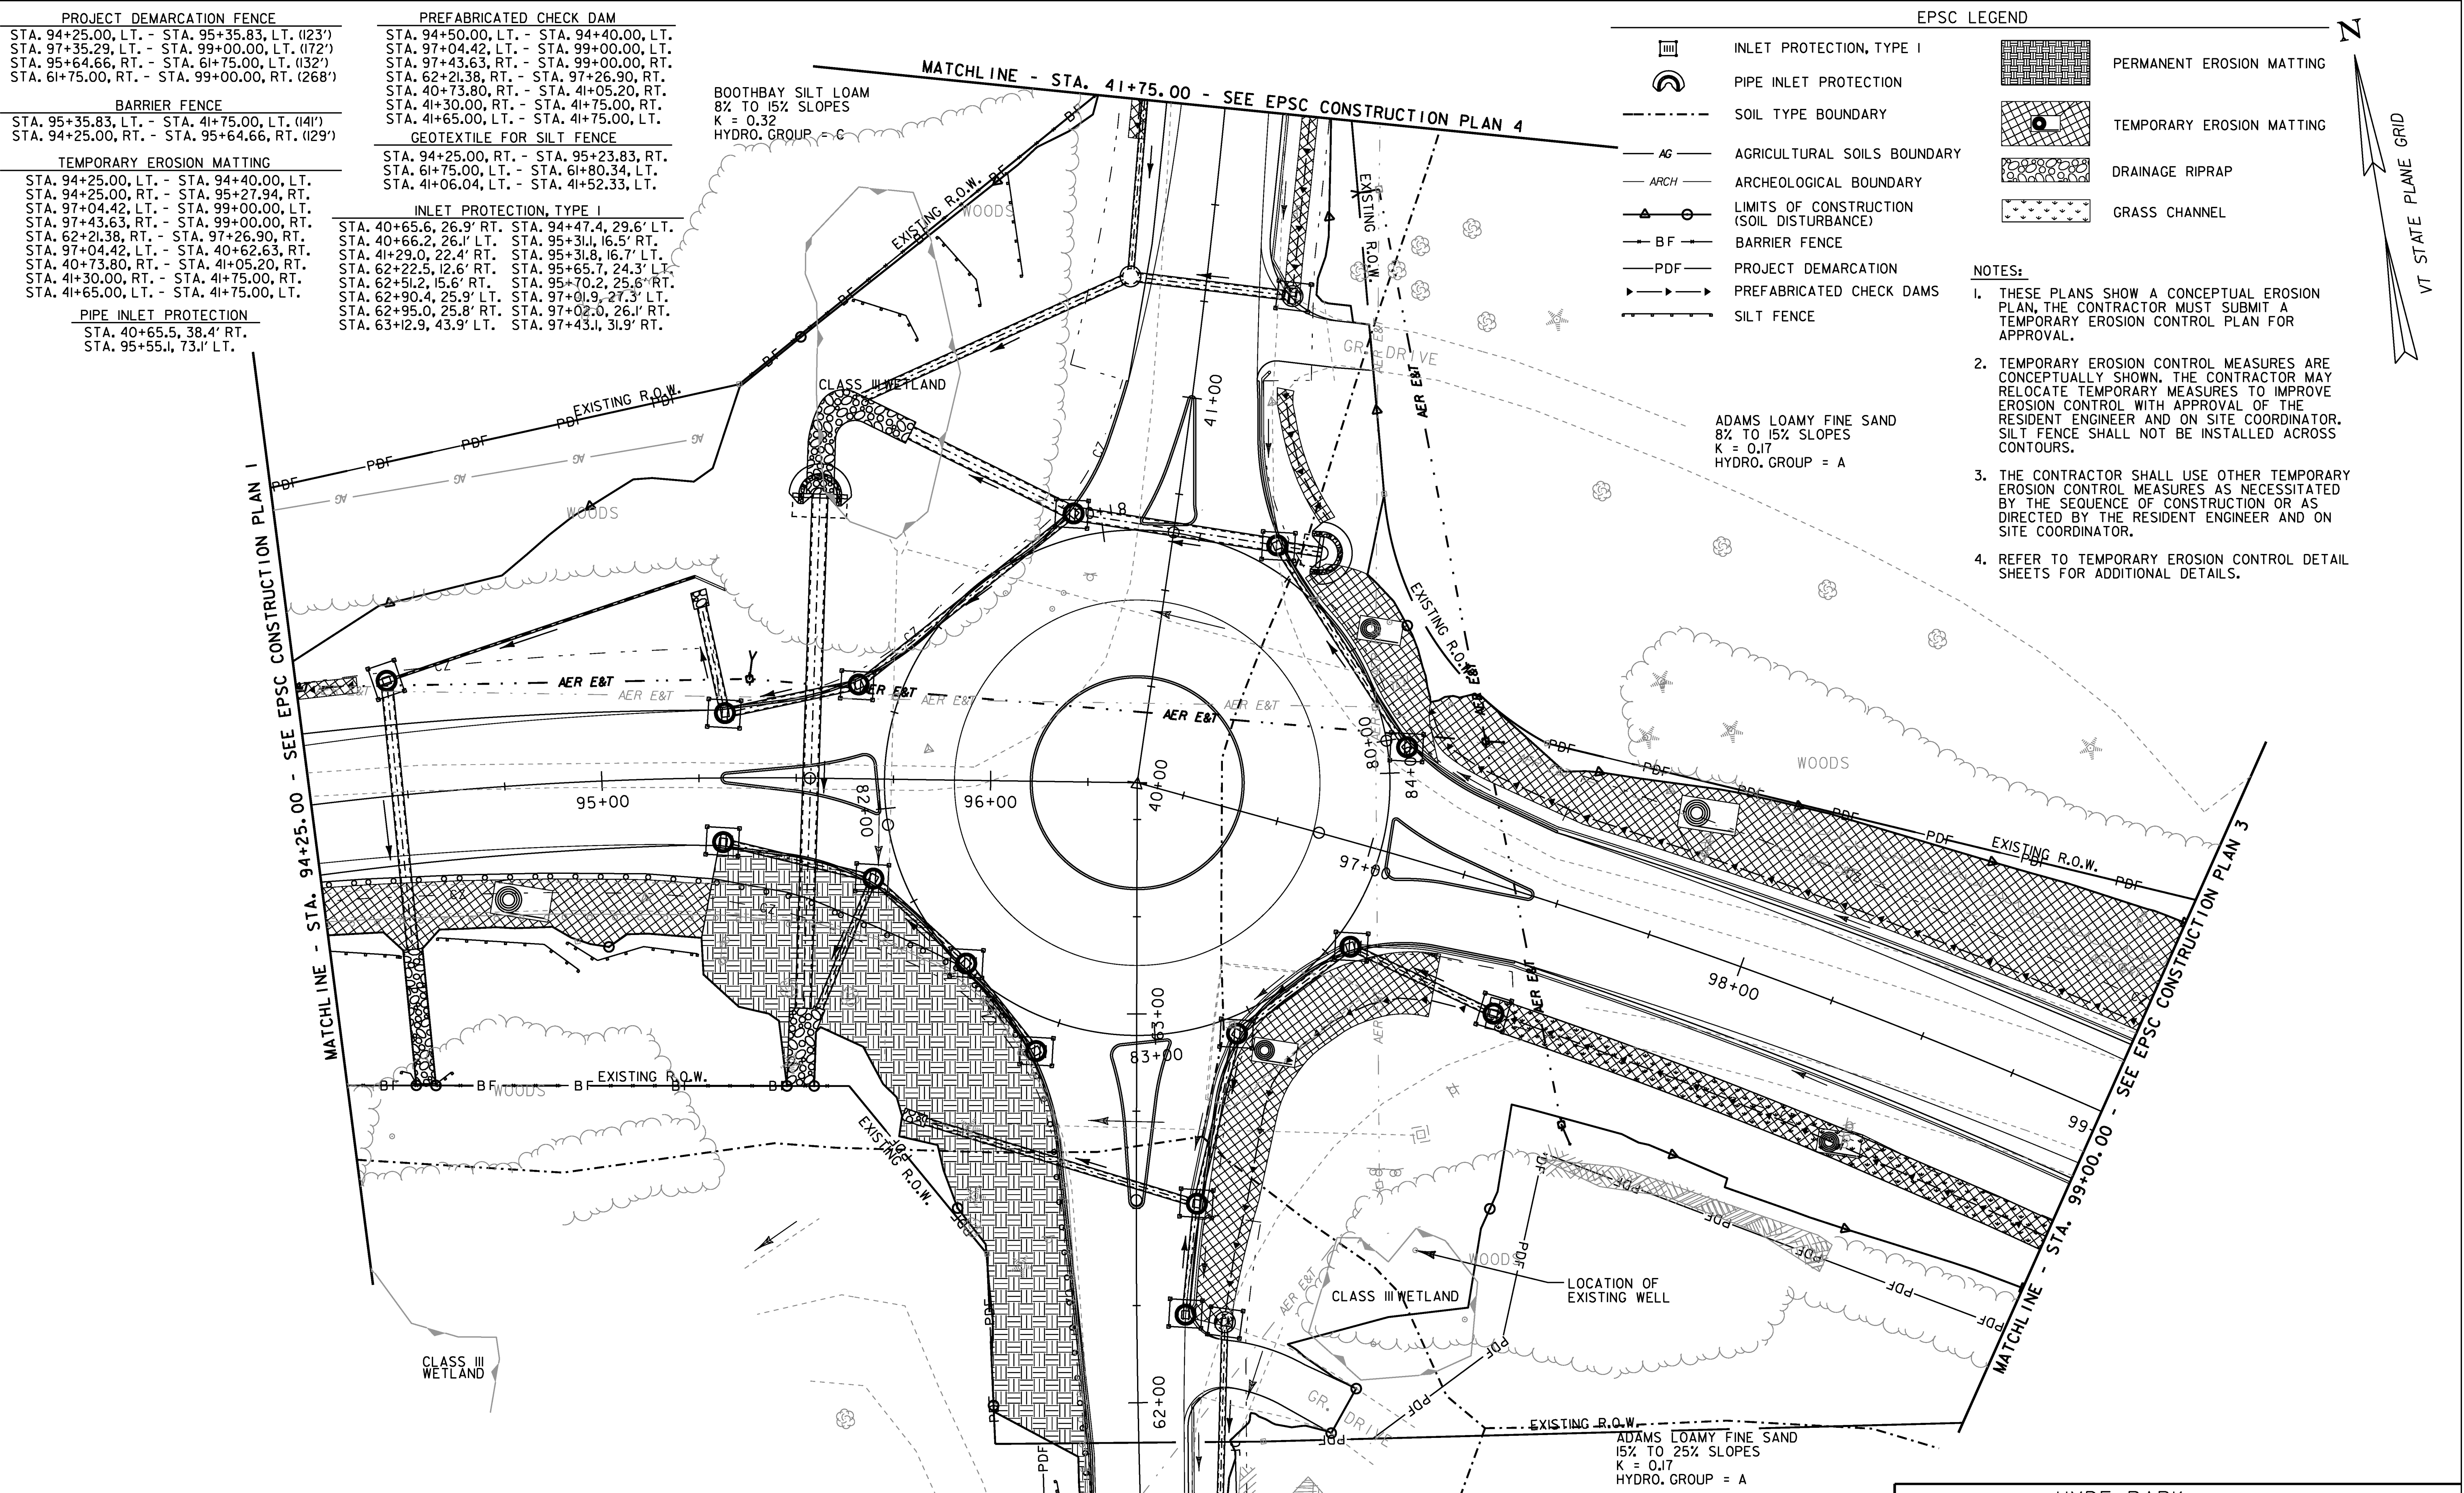 PROJECT DEMARCATION FENCE
STA. 94+25.00, LT. - STA. 95+35.83, LT. (123')
STA. 97+35.29, LT. - STA. 99+00.00, LT. (172')
STA. 95+64.66, RT. - STA. 61+75.00, LT. (132')
STA. 61+75.00, RT. - STA. 99+00.00, RT. (268')
BARRIER FENCE
STA. 95+35.83, LT. - STA. 41+75.00, LT. (141')
STA. 94+25.00, RT. - STA. 95+64.66, RT. (129')
TEMPORARY EROSION MATTING
STA. 94+25.00, LT. - STA. 94+40.00, LT.
STA. 94+25.00, RT. - STA. 95+27.94, RT.
STA. 97+04.42, LT. - STA. 99+00.00, LT.
STA. 97+43.63, RT. - STA. 99+00.00, RT.
STA. 62+21.38, RT. - STA. 97+26.90, RT.
STA. 97+04.42, LT. - STA. 40+62.63, RT.
STA. 40+73.80, RT. - STA. 41+05.20, RT.
STA. 41+30.00, RT. - STA. 41+75.00, RT.
STA. 41+65.00, LT. - STA. 41+75.00, LT.
PIPE INLET PROTECTION
STA. 40+65.5, 38.4' RT.
STA. 95+55.1, 73.1' LT.
PREFABRICATED CHECK DAM
STA. 94+50.00, LT. - STA. 94+40.00, LT.
STA. 97+04.42, LT. - STA. 99+00.00, LT.
STA. 97+43.63, RT. - STA. 99+00.00, RT.
STA. 62+21.38, RT. - STA. 97+26.90, RT.
STA. 40+73.80, RT. - STA. 41+05.20, RT.
STA. 41+30.00, RT. - STA. 41+75.00, RT.
STA. 41+65.00, LT. - STA. 41+75.00, LT.
GEOTEXTILE FOR SILT FENCE
STA. 94+25.00, RT. - STA. 95+23.83, RT.
STA. 61+75.00, LT. - STA. 61+80.34, LT.
STA. 41+06.04, LT. - STA. 41+52.33, LT.
INLET PROTECTION, TYPE I
STA. 40+65.6, 26.9' RT. STA. 94+47.4, 29.6' LT.
STA. 40+66.2, 26.1' LT. STA. 95+31.1, 16.5' RT.
STA. 41+29.0, 22.4' RT. STA. 95+31.8, 16.7' LT.
STA. 62+22.5, 12.6' RT. STA. 95+65.7, 24.3' LT.
STA. 62+51.2, 15.6' RT. STA. 95+70.2, 25.6' RT.
STA. 62+90.4, 25.9' LT. STA. 97+01.9, 27.3' LT.
STA. 62+95.0, 25.8' RT. STA. 97+02.0, 26.1' RT.
STA. 63+12.9, 43.9' LT. STA. 97+43.1, 31.9' RT.
BOOTHBAY SILT LOAM
8% TO 15% SLOPES
K = 0.32
HYDRO. GROUP = C
MATCHLINE - STA. 41+75.00 - SEE EPSC CONSTRUCTION PLAN 4
EPSC LEGEND
INLET PROTECTION, TYPE I
PIPE INLET PROTECTION
SOIL TYPE BOUNDARY
AG AGRICULTURAL SOILS BOUNDARY
ARCH ARCHEOLOGICAL BOUNDARY
LIMITS OF CONSTRUCTION
(SOIL DISTURBANCE)
BF BARRIER FENCE
PDF PROJECT DEMARCATION
PREFABRICATED CHECK DAMS
SILT FENCE
PERMANENT EROSION MATTING
TEMPORARY EROSION MATTING
DRAINAGE RIPRAP
GRASS CHANNEL
NOTES:
1. THESE PLANS SHOW A CONCEPTUAL EROSION
PLAN, THE CONTRACTOR MUST SUBMIT A
TEMPORARY EROSION CONTROL PLAN FOR
APPROVAL.
2. TEMPORARY EROSION CONTROL MEASURES ARE
CONCEPTUALLY SHOWN. THE CONTRACTOR MAY
RELOCATE TEMPORARY MEASURES TO IMPROVE
EROSION CONTROL WITH APPROVAL OF THE
RESIDENT ENGINEER AND ON SITE COORDINATOR.
SILT FENCE SHALL NOT BE INSTALLED ACROSS
CONTOURS.
3. THE CONTRACTOR SHALL USE OTHER TEMPORARY
EROSION CONTROL MEASURES AS NECESSITATED
BY THE SEQUENCE OF CONSTRUCTION OR AS
DIRECTED BY THE RESIDENT ENGINEER AND ON
SITE COORDINATOR.
4. REFER TO TEMPORARY EROSION CONTROL DETAIL
SHEETS FOR ADDITIONAL DETAILS.
N
VT STATE PLANE GRID
ADAMS LOAMY FINE SAND
8% TO 15% SLOPES
K = 0.17
HYDRO. GROUP = A
MATCHLINE - STA. 94+25.00 - SEE EPSC CONSTRUCTION PLAN 1
EXISTING R.O.W.
EXISTING R.O.W.
EXISTING R.O.W.
WOODS
WOODS
CLASS III WETLAND
GR. DRIVE
AER E&T
41+00
EXISTING R.O.W.
AER E&T
AER E&T
AER E&T
AER E&T
95+00
96+00
82+00
40+00
80+00
97+00
98+00
WOODS
EXISTING R.O.W.
MATCHLINE - STA. 99+00.00 - SEE EPSC CONSTRUCTION PLAN 3
63+00
83+00
AER E&T
EXISTING R.O.W.
WOODS
EXISTING R.O.W.
WOODS
CLASS III WETLAND
LOCATION OF
EXISTING WELL
CLASS III
WETLAND
62+00
GR. DRIVE
EXISTING R.O.W.
ADAMS LOAMY FINE SAND
15% TO 25% SLOPES
K = 0.17
HYDRO. GROUP = A